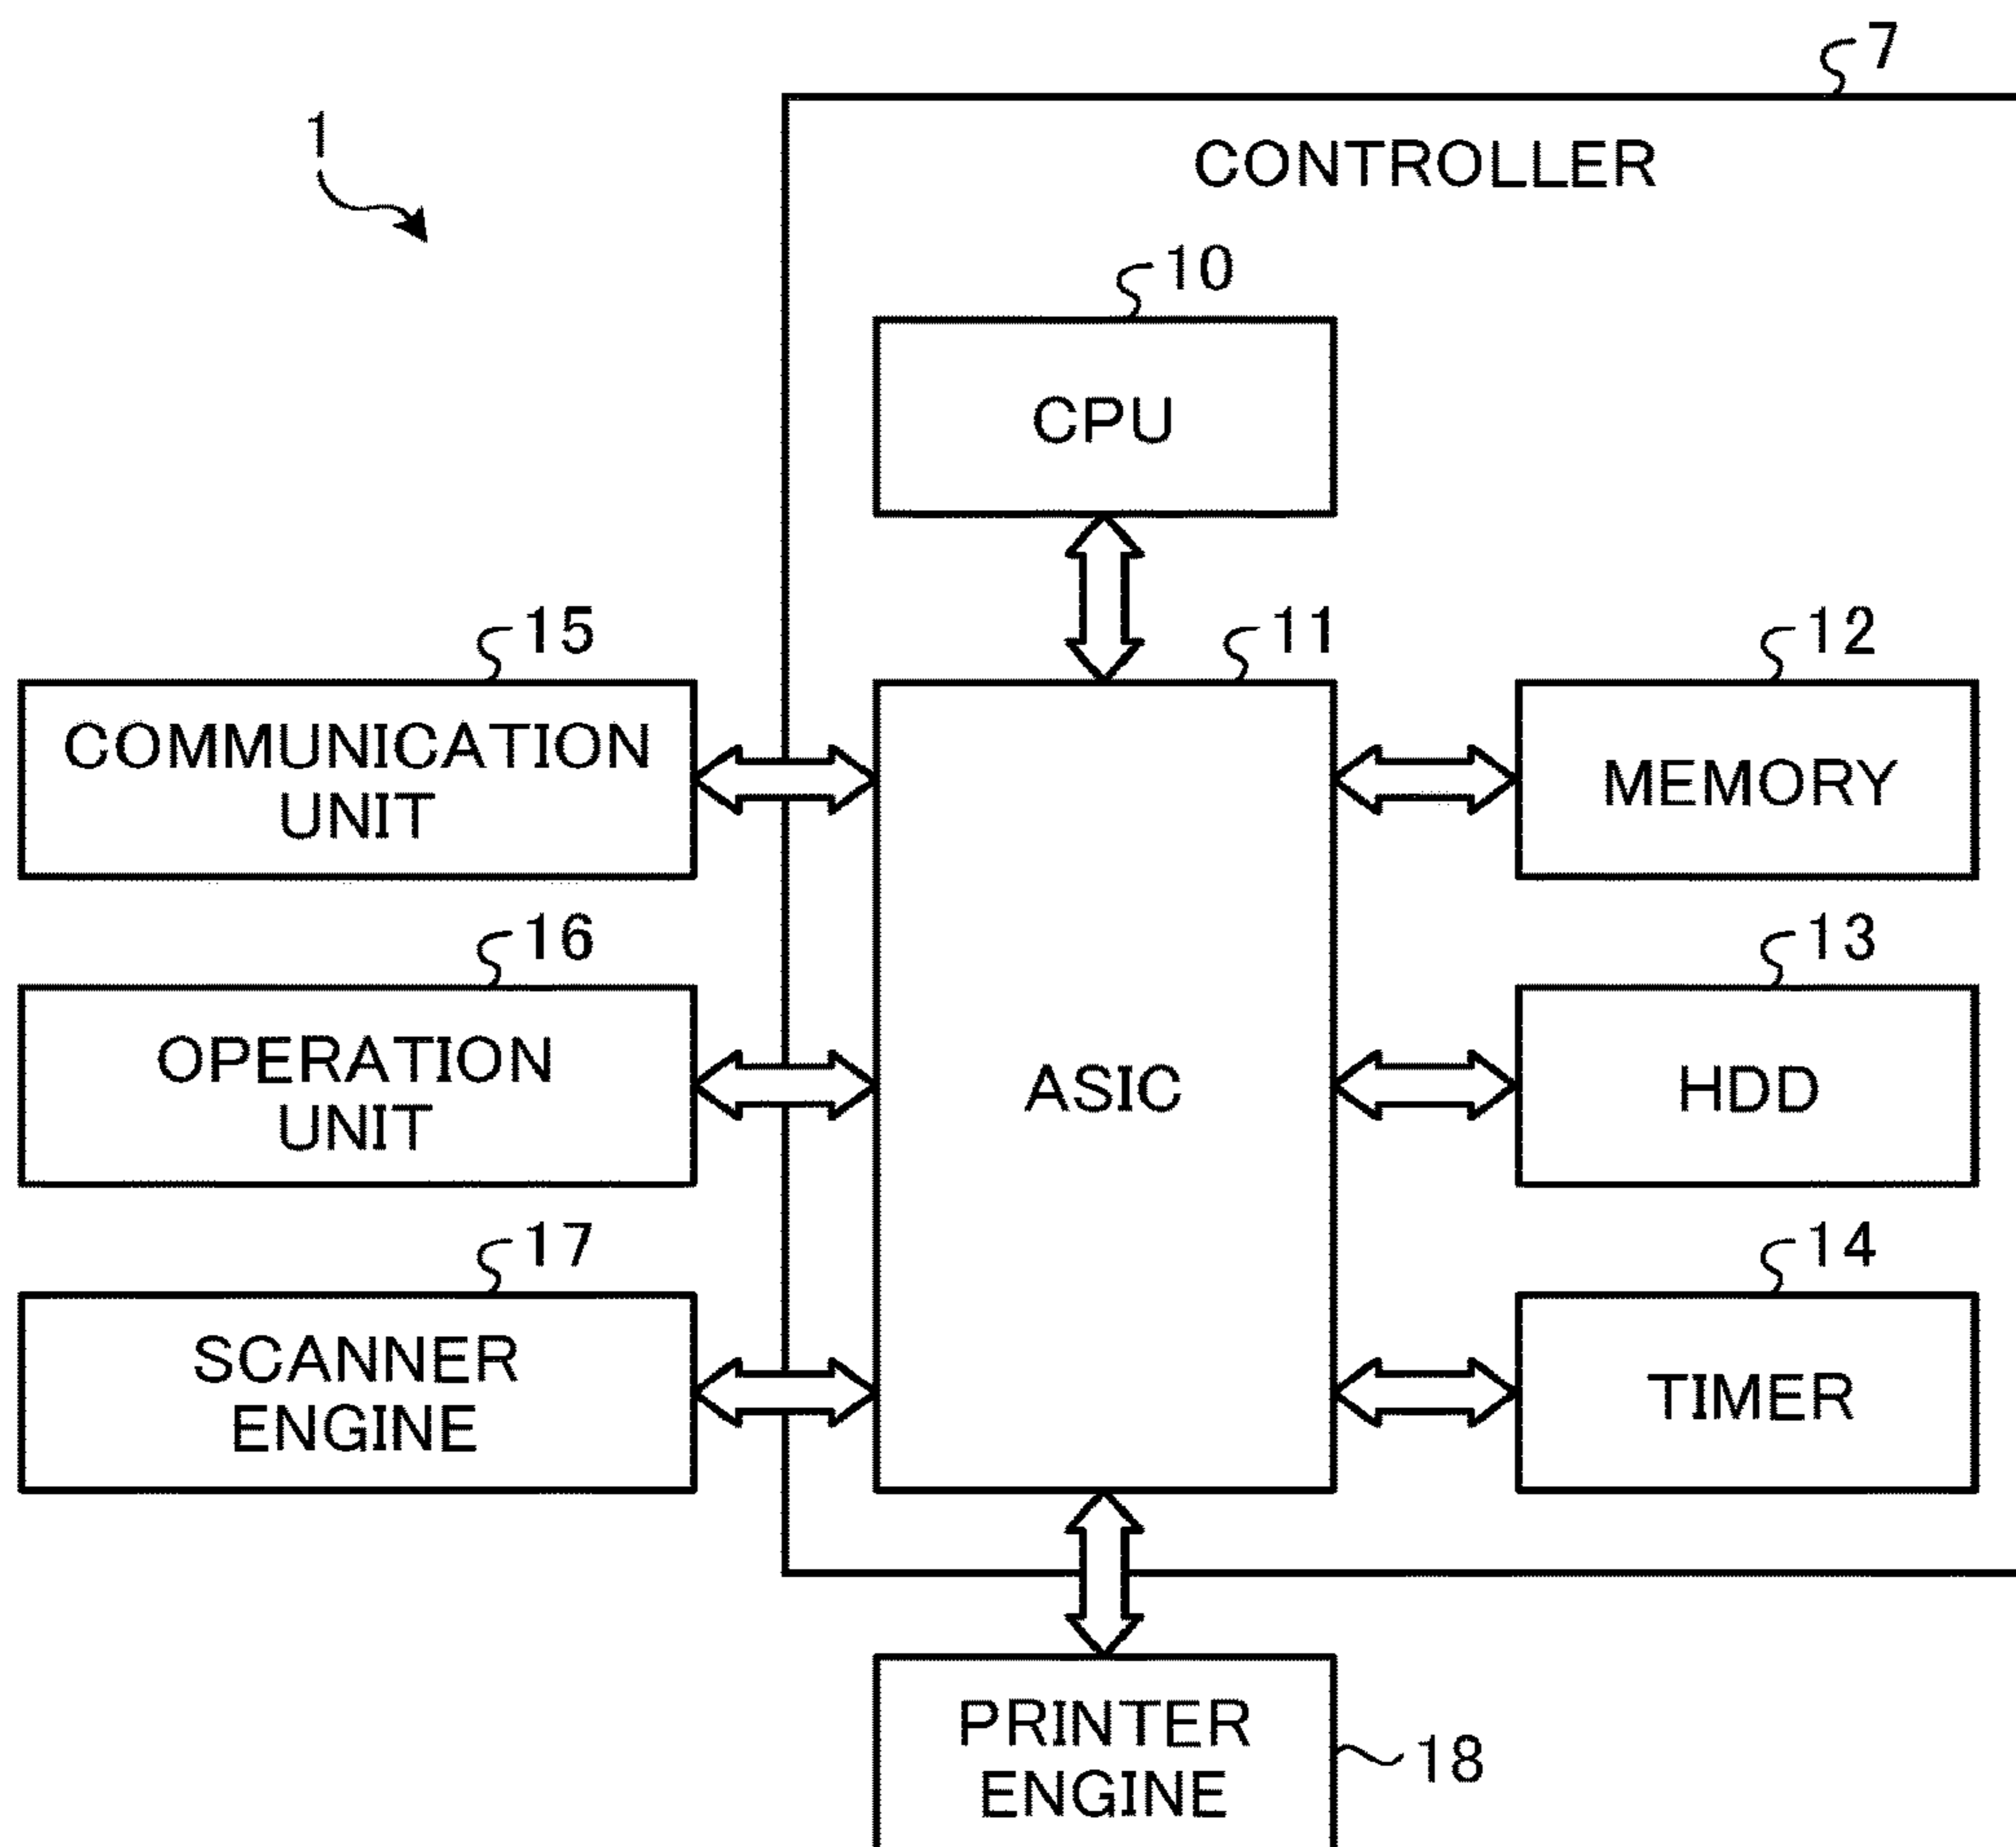 7
1
CONTROLLER
10
CPU
15
11
12
COMMUNICATION
UNIT
MEMORY
16
13
OPERATION
UNIT
ASIC
HDD
17
14
SCANNER
ENGINE
TIMER
PRINTER
ENGINE
18